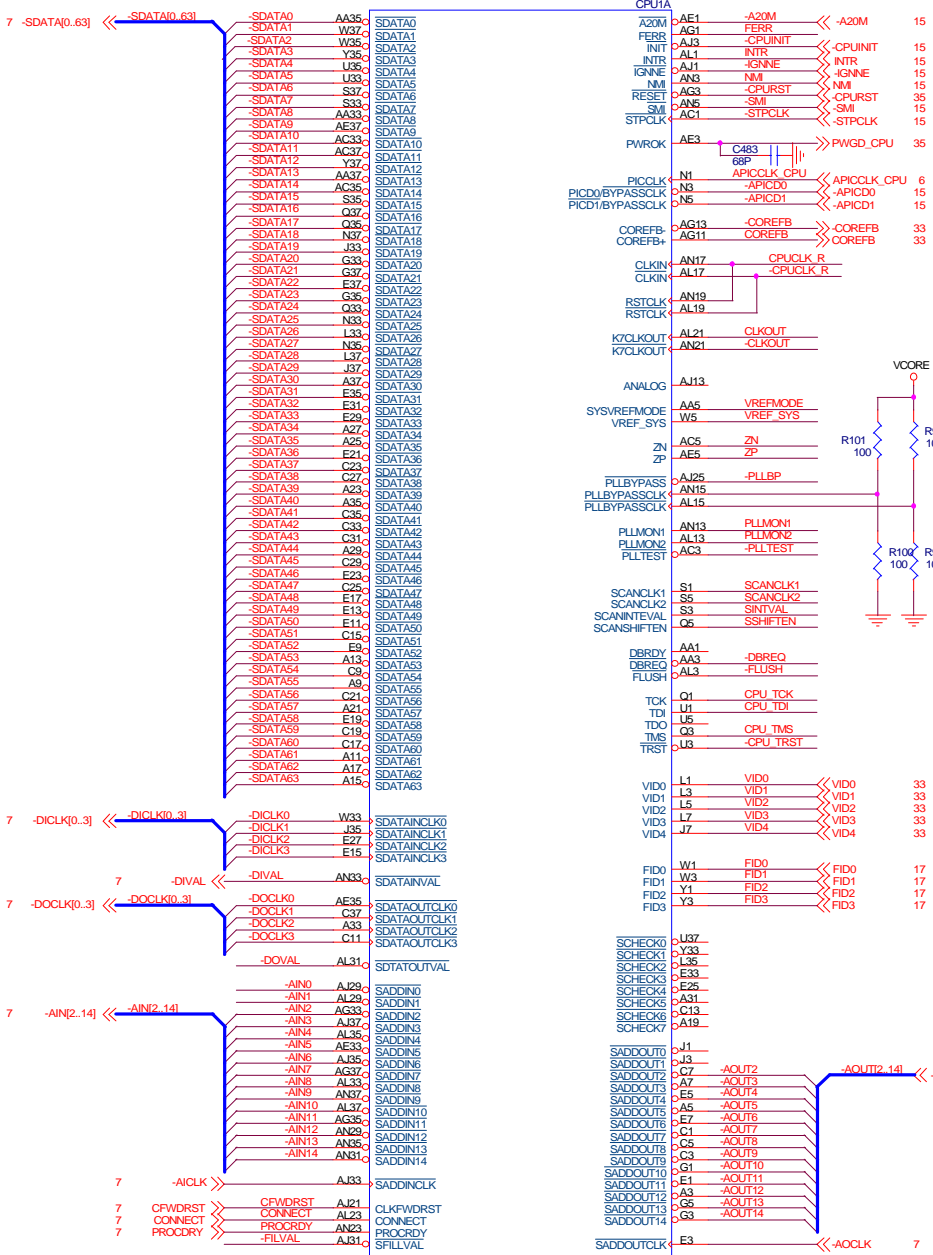 CPU1A
7 -SDATA[0..63] -SDATA[0..63]
-SDATA0 AA35 SDATA0
-SDATA1 W37 SDATA1
-SDATA2 W35 SDATA2
-SDATA3 Y35 SDATA3
-SDATA4 U35 SDATA4
-SDATA5 U33 SDATA5
-SDATA6 S37 SDATA6
-SDATA7 S33 SDATA7
-SDATA8 AA33 SDATA8
-SDATA9 AE37 SDATA9
-SDATA10 AC33 SDATA10
-SDATA11 AC37 SDATA11
-SDATA12 Y37 SDATA12
-SDATA13 AA37 SDATA13
-SDATA14 AC35 SDATA14
-SDATA15 S35 SDATA15
-SDATA16 Q37 SDATA16
-SDATA17 Q35 SDATA17
-SDATA18 N37 SDATA18
-SDATA19 J33 SDATA19
-SDATA20 G33 SDATA20
-SDATA21 G37 SDATA21
-SDATA22 E37 SDATA22
-SDATA23 G35 SDATA23
-SDATA24 Q33 SDATA24
-SDATA25 N33 SDATA25
-SDATA26 L33 SDATA26
-SDATA27 N35 SDATA27
-SDATA28 L37 SDATA28
-SDATA29 J37 SDATA29
-SDATA30 A37 SDATA30
-SDATA31 E35 SDATA31
-SDATA32 E31 SDATA32
-SDATA33 E29 SDATA33
-SDATA34 A27 SDATA34
-SDATA35 A25 SDATA35
-SDATA36 E21 SDATA36
-SDATA37 C23 SDATA37
-SDATA38 C27 SDATA38
-SDATA39 A23 SDATA39
-SDATA40 A35 SDATA40
-SDATA41 C35 SDATA41
-SDATA42 C33 SDATA42
-SDATA43 C31 SDATA43
-SDATA44 A29 SDATA44
-SDATA45 C29 SDATA45
-SDATA46 E23 SDATA46
-SDATA47 C25 SDATA47
-SDATA48 E17 SDATA48
-SDATA49 E13 SDATA49
-SDATA50 E11 SDATA50
-SDATA51 C15 SDATA51
-SDATA52 E9 SDATA52
-SDATA53 A13 SDATA53
-SDATA54 C9 SDATA54
-SDATA55 A9 SDATA55
-SDATA56 C21 SDATA56
-SDATA57 A21 SDATA57
-SDATA58 E19 SDATA58
-SDATA59 C19 SDATA59
-SDATA60 C17 SDATA60
-SDATA61 A11 SDATA61
-SDATA62 A17 SDATA62
-SDATA63 A15 SDATA63
7 -DICLK[0..3] -DICLK[0..3]
-DICLK0 W33 SDATAINCLK0
-DICLK1 J35 SDATAINCLK1
-DICLK2 E27 SDATAINCLK2
-DICLK3 E15 SDATAINCLK3
7 -DIVAL -DIVAL AN33 SDATAINVAL
7 -DOCLK[0..3] -DOCLK[0..3]
-DOCLK0 AE35 SDATAOUTCLK0
-DOCLK1 C37 SDATAOUTCLK1
-DOCLK2 A33 SDATAOUTCLK2
-DOCLK3 C11 SDATAOUTCLK3
-DOVAL AL31 SDTATOUTVAL
7 -AIN[2..14] -AIN[2..14]
-AIN0 AJ29 SADDIN0
-AIN1 AL29 SADDIN1
-AIN2 AG33 SADDIN2
-AIN3 AJ37 SADDIN3
-AIN4 AL35 SADDIN4
-AIN5 AE33 SADDIN5
-AIN6 AJ35 SADDIN6
-AIN7 AG37 SADDIN7
-AIN8 AL33 SADDIN8
-AIN9 AN37 SADDIN9
-AIN10 AL37 SADDIN10
-AIN11 AG35 SADDIN11
-AIN12 AN29 SADDIN12
-AIN13 AN35 SADDIN13
-AIN14 AN31 SADDIN14
7 -AICLK AJ33 SADDINCLK
7 CFWDRST CFWDRST AJ21 CLKFWDRST
7 CONNECT CONNECT AL23 CONNECT
7 PROCDRY PROCRDY AN23 PROCRDY
-FILVAL AJ31 SFILLVAL
A20M AE1 -A20M -A20M 15
FERR AG1 FERR
INIT AJ3 -CPUINIT -CPUINIT 15
INTR AL1 INTR INTR 15
IGNNE AJ1 -IGNNE -IGNNE 15
NMI AN3 NMI NMI 15
RESET AG3 -CPURST -CPURST 35
SMI AN5 -SMI -SMI 15
STPCLK AC1 -STPCLK -STPCLK 15
PWROK AE3 PWGD_CPU 35
C483
68P
PICCLK N1 APICCLK_CPU APICCLK_CPU 6
PICD0/BYPASSCLK N3 -APICD0 -APICD0 15
PICD1/BYPASSCLK N5 -APICD1 -APICD1 15
COREFB- AG13 -COREFB -COREFB 33
COREFB+ AG11 COREFB COREFB 33
CLKIN AN17 CPUCLK_R
CLKIN AL17 -CPUCLK_R
RSTCLK AN19
RSTCLK AL19
K7CLKOUT AL21 CLKOUT
K7CLKOUT AN21 -CLKOUT
VCORE
ANALOG AJ13
SYSVREFMODE AA5 VREFMODE
VREF_SYS W5 VREF_SYS
R101
100
ZN AC5 ZN
ZP AE5 ZP
PLLBYPASS AJ25 -PLLBP
PLLBYPASSCLK AN15
PLLBYPASSCLK AL15
PLLMON1 AN13 PLLMON1
PLLMON2 AL13 PLLMON2
PLLTEST AC3 -PLLTEST
R100
100
SCANCLK1 S1 SCANCLK1
SCANCLK2 S5 SCANCLK2
SCANINTEVAL S3 SINTVAL
SCANSHIFTEN Q5 SSHIFTEN
DBRDY AA1
DBREQ AA3 -DBREQ
FLUSH AL3 -FLUSH
TCK Q1 CPU_TCK
TDI U1 CPU_TDI
TDO U5
TMS Q3 CPU_TMS
TRST U3 -CPU_TRST
VID0 L1 VID0 VID0 33
VID1 L3 VID1 VID1 33
VID2 L5 VID2 VID2 33
VID3 L7 VID3 VID3 33
VID4 J7 VID4 VID4 33
FID0 W1 FID0 FID0 17
FID1 W3 FID1 FID1 17
FID2 Y1 FID2 FID2 17
FID3 Y3 FID3 FID3 17
SCHECK0 U37
SCHECK1 Y33
SCHECK2 L35
SCHECK3 E33
SCHECK4 E25
SCHECK5 A31
SCHECK6 C13
SCHECK7 A19
SADDOUT0 J1
SADDOUT1 J3
SADDOUT2 C7 -AOUT2 -AOUT[2..14]
SADDOUT3 A7 -AOUT3
SADDOUT4 E5 -AOUT4
SADDOUT5 A5 -AOUT5
SADDOUT6 E7 -AOUT6
SADDOUT7 C1 -AOUT7
SADDOUT8 C5 -AOUT8
SADDOUT9 C3 -AOUT9
SADDOUT10 G1 -AOUT10
SADDOUT11 E1 -AOUT11
SADDOUT12 A3 -AOUT12
SADDOUT13 G5 -AOUT13
SADDOUT14 G3 -AOUT14
SADDOUTCLK E3 -AOCLK 7